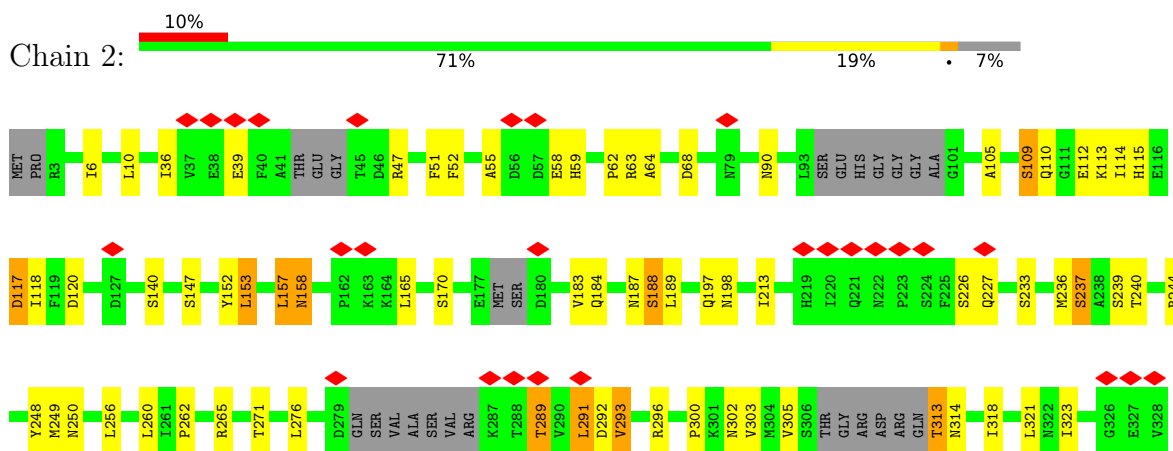 10%
Chain 2:
71% 19% • 7%
MET PRO R3 I6 L10 I36 V37 E38 E39 F40 A41 THR GLU GLY T45 D46 R47 F51 F52 A55 D56 D57 E58 H59 P62 R63 A64 D68 N79 N90 L93 SER GLU HIS GLY GLY GLY ALA G101 A105 S109 Q110 G111 E112 K113 I114 H115 E116
D117 I118 F119 D120 D127 S140 S147 Y152 L153 L157 N158 P162 K163 K164 L165 S170 E177 MET SER D180 V183 Q184 N187 S188 L189 Q197 N198 I213 H219 I220 Q221 N222 P223 S224 F225 S226 Q227 S233 M236 S237 A238 S239 T240
Y248 M249 N250 L256 L260 I261 P262 R265 T271 L276 D279 GLN SER VAL ALA SER VAL ARG K287 T288 T289 V290 L291 D292 V293 R296 P300 K301 N302 V303 M304 V305 S306 THR GLY ARG ASP ARG GLN T313 N314 I318 L321 N322 I323 G326 E327 V328